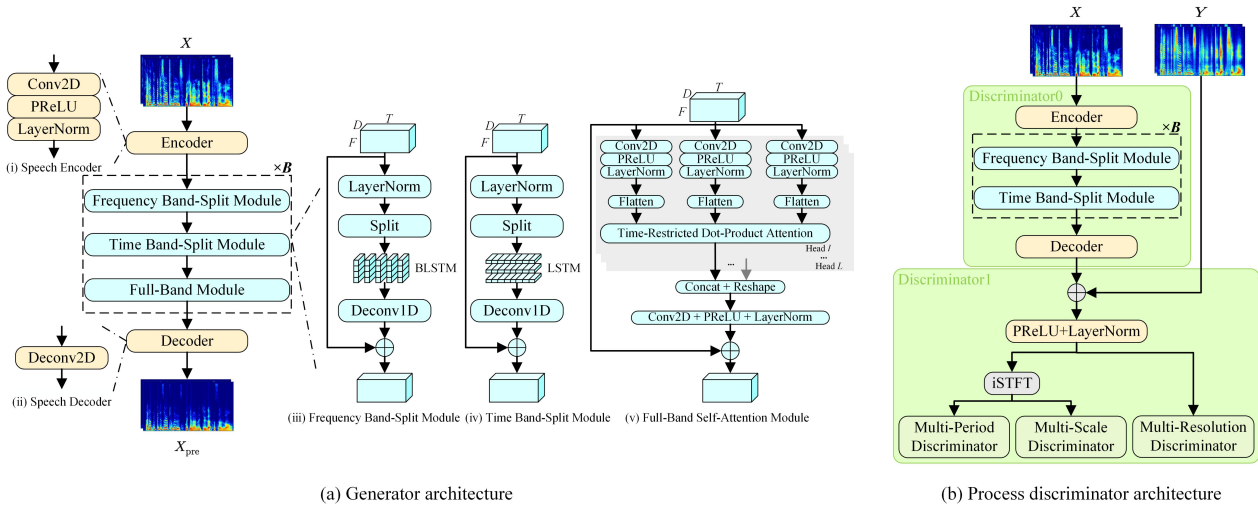 X
Conv2D
PReLU
LayerNorm
(i) Speech Encoder
Encoder
×B
Frequency Band-Split Module
Time Band-Split Module
Full-Band Module
Decoder
Deconv2D
(ii) Speech Decoder
Xpre
D
T
F
LayerNorm
Split
BLSTM
Deconv1D
(iii) Frequency Band-Split Module
D
T
F
LayerNorm
Split
LSTM
Deconv1D
(iv) Time Band-Split Module
D
T
F
Conv2D
PReLU
LayerNorm
Flatten
Conv2D
PReLU
LayerNorm
Flatten
Conv2D
PReLU
LayerNorm
Flatten
Time-Restricted Dot-Product Attention
Head l
...
Head L
...
Concat + Reshape
Conv2D + PReLU + LayerNorm
(v) Full-Band Self-Attention Module
(a) Generator architecture
X
Y
Discriminator0
Encoder
×B
Frequency Band-Split Module
Time Band-Split Module
Decoder
Discriminator1
PReLU+LayerNorm
iSTFT
Multi-Period
Discriminator
Multi-Scale
Discriminator
Multi-Resolution
Discriminator
(b) Process discriminator architecture